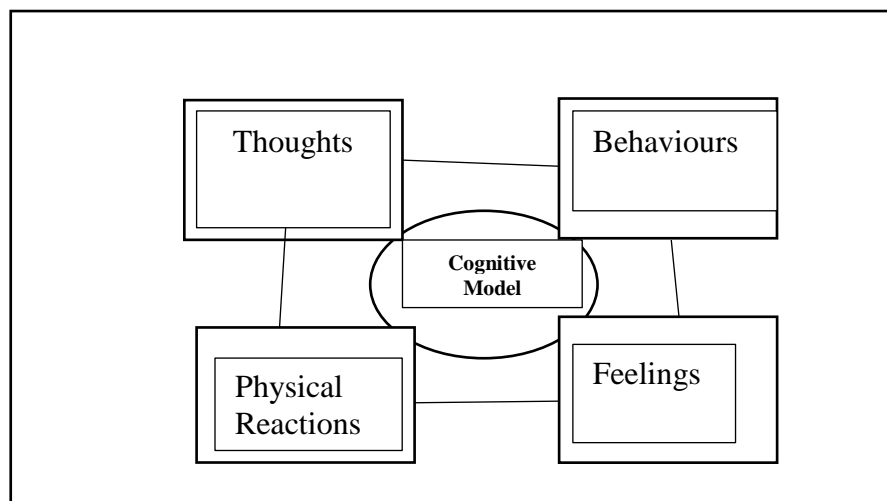 Thoughts
Behaviours
Cognitive
Model
Physical
Reactions
Feelings